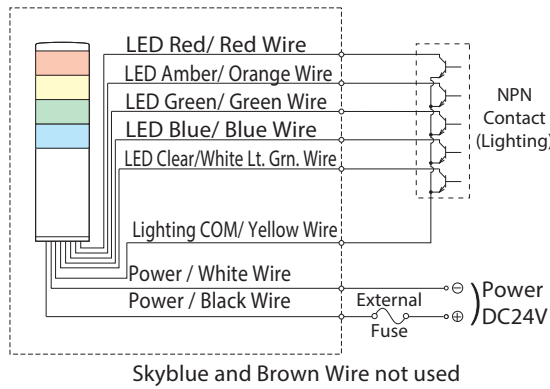 LED Red/ Red Wire
LED Amber/ Orange Wire
LED Green/ Green Wire
LED Blue/ Blue Wire
LED Clear/White Lt. Grn. Wire
NPN
Contact
(Lighting)
Lighting COM/ Yellow Wire
Power / White Wire
Power / Black Wire
External
Fuse
⊖
⊕
Power
DC24V
Skyblue and Brown Wire not used